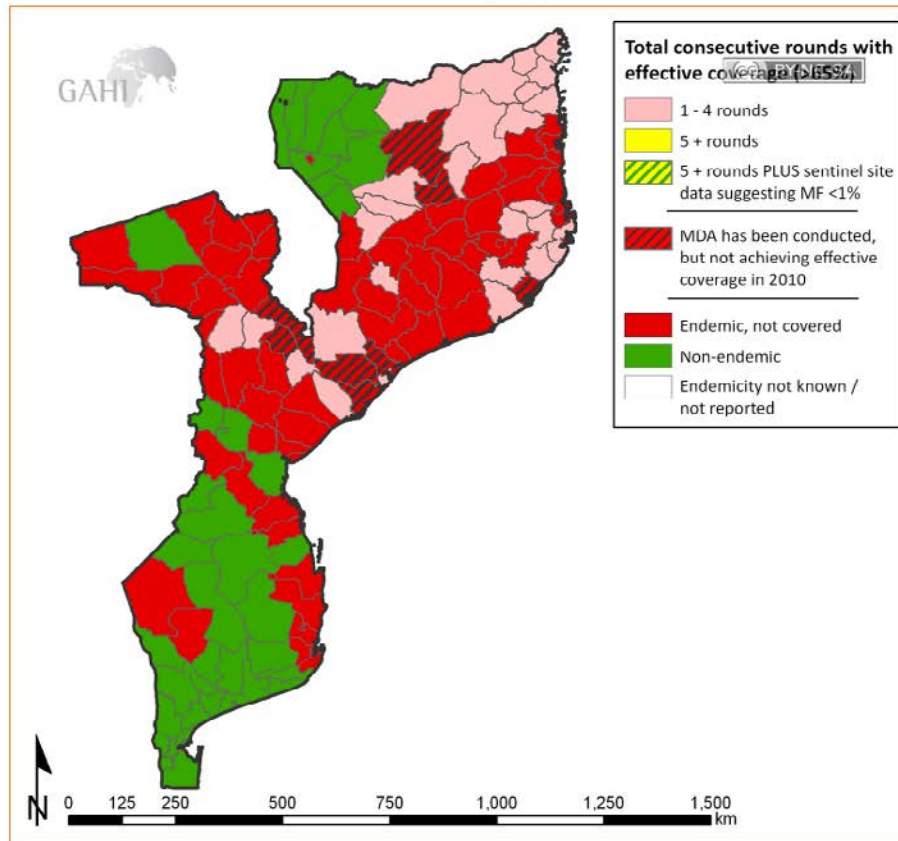 GAHI
Total consecutive rounds with
effective coverage (>65%)
1 - 4 rounds
5 + rounds
5 + rounds PLUS sentinel site
data suggesting MF <1%
MDA has been conducted,
but not achieving effective
coverage in 2010
Endemic, not covered
Non-endemic
Endemicity not known /
not reported
N
0 125 250 500 750 1,000 1,250 1,500
km